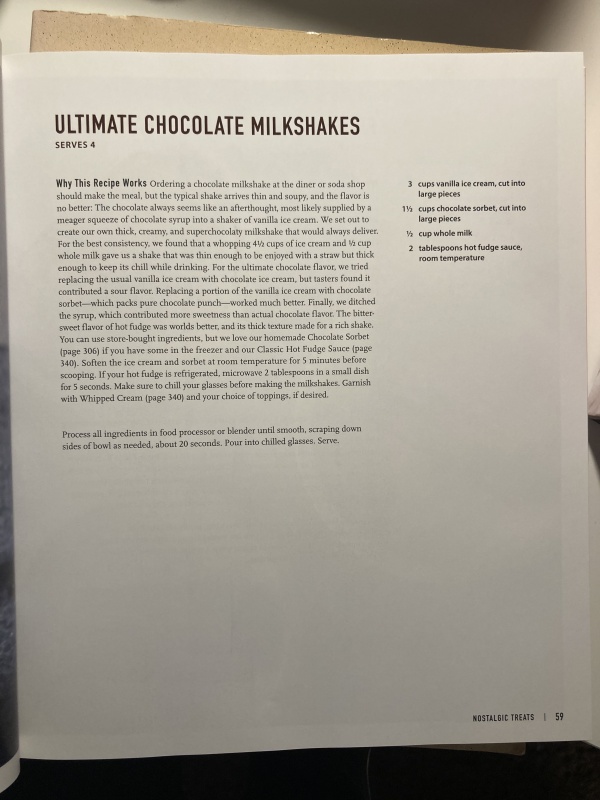 ULTIMATE CHOCOLATE MILKSHAKES
SERVES 4
Why This Recipe Works Ordering a chocolate milkshake at the diner or soda shop
should make the meal, but the typical shake arrives thin and soupy, and the flavor is
no better: The chocolate always seems like an afterthought, most likely supplied by a
meager squeeze of chocolate syrup into a shaker of vanilla ice cream. We set out to
create our own thick, creamy, and superchocolaty milkshake that would always deliver.
For the best consistency, we found that a whopping 4½ cups of ice cream and ½ cup
whole milk gave us a shake that was thin enough to be enjoyed with a straw but thick
enough to keep its chill while drinking. For the ultimate chocolate flavor, we tried
replacing the usual vanilla ice cream with chocolate ice cream, but tasters found it
contributed a sour flavor. Replacing a portion of the vanilla ice cream with chocolate
sorbet—which packs pure chocolate punch—worked much better. Finally, we ditched
the syrup, which contributed more sweetness than actual chocolate flavor. The bitter-
sweet flavor of hot fudge was worlds better, and its thick texture made for a rich shake.
You can use store-bought ingredients, but we love our homemade Chocolate Sorbet
(page 306) if you have some in the freezer and our Classic Hot Fudge Sauce (page
340). Soften the ice cream and sorbet at room temperature for 5 minutes before
scooping. If your hot fudge is refrigerated, microwave 2 tablespoons in a small dish
for 5 seconds. Make sure to chill your glasses before making the milkshakes. Garnish
with Whipped Cream (page 340) and your choice of toppings, if desired.
Process all ingredients in food processor or blender until smooth, scraping down
sides of bowl as needed, about 20 seconds. Pour into chilled glasses. Serve.
3 cups vanilla ice cream, cut into
large pieces
1½ cups chocolate sorbet, cut into
large pieces
½ cup whole milk
2 tablespoons hot fudge sauce,
room temperature
NOSTALGIC TREATS | 59